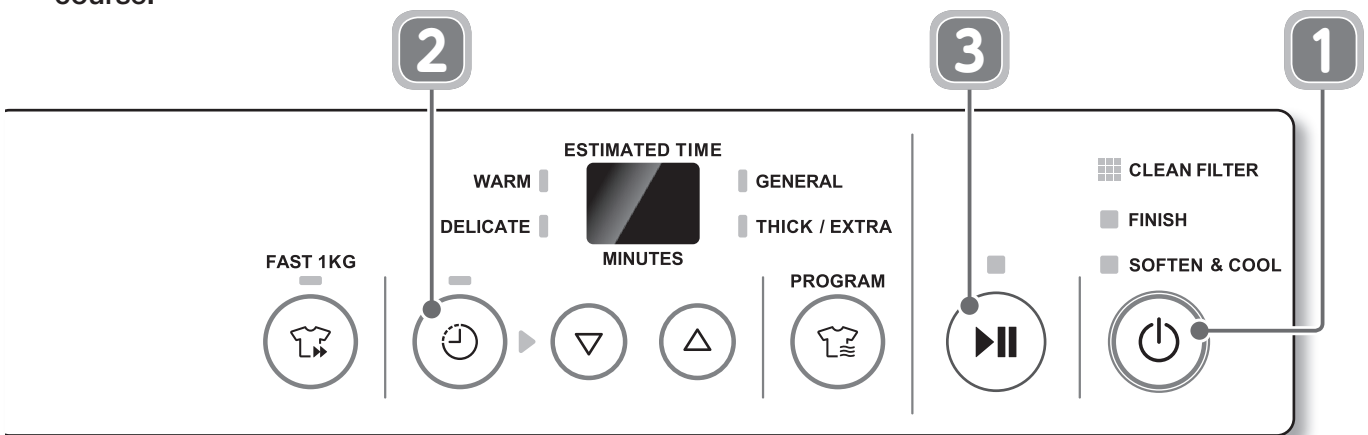 course.
2
3
1
ESTIMATED TIME
WARM
GENERAL
CLEAN FILTER
DELICATE
THICK / EXTRA
FINISH
FAST 1KG
MINUTES
PROGRAM
SOFTEN & COOL